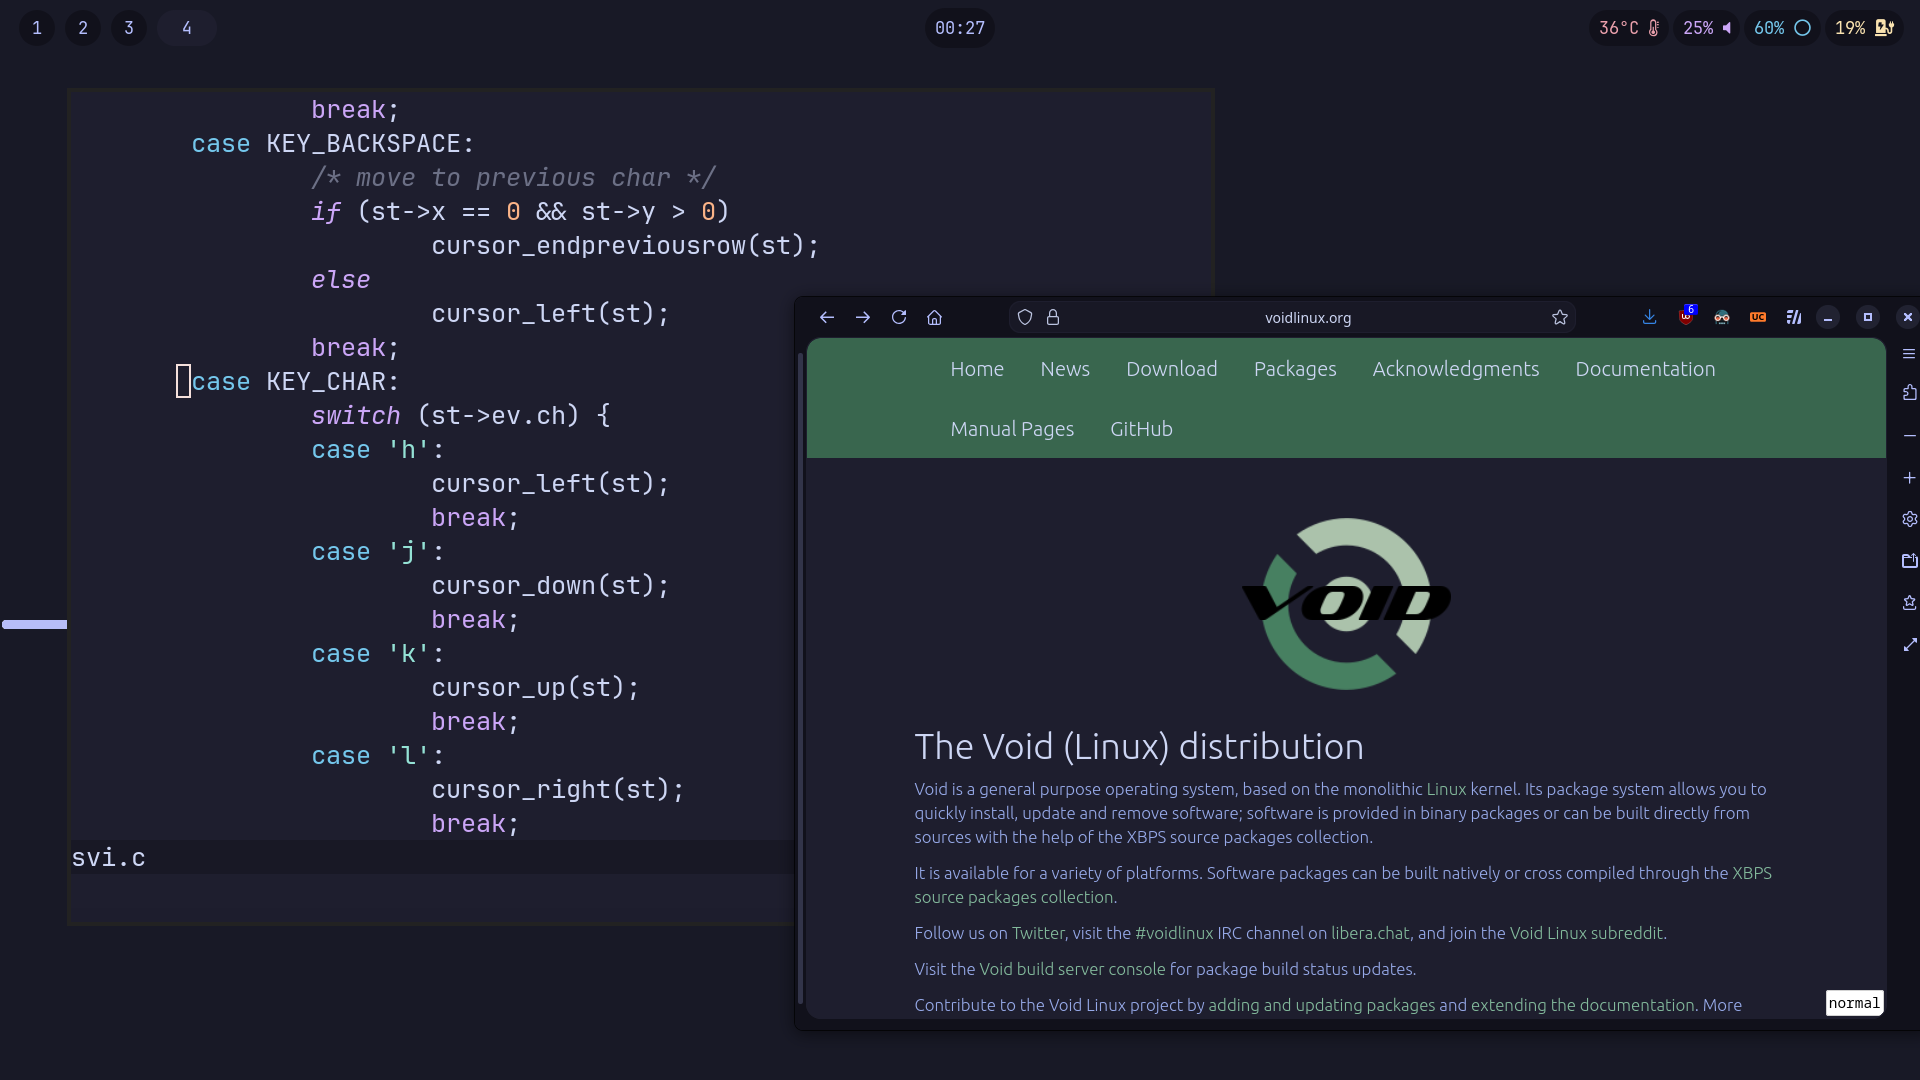 1 2 3 4 00:27 36°C 25% 60% 19%
break;
case KEY_BACKSPACE:
/* move to previous char */
if (st->x == 0 && st->y > 0)
cursor_endpreviousrow(st);
else
cursor_left(st);
break;
case KEY_CHAR:
switch (st->ev.ch) {
case 'h':
cursor_left(st);
break;
case 'j':
cursor_down(st);
break;
case 'k':
cursor_up(st);
break;
case 'l':
cursor_right(st);
break;
svi.c
voidlinux.org 6 UC
Home News Download Packages Acknowledgments Documentation
Manual Pages GitHub
VOID
The Void (Linux) distribution
Void is a general purpose operating system, based on the monolithic Linux kernel. Its package system allows you to
quickly install, update and remove software; software is provided in binary packages or can be built directly from
sources with the help of the XBPS source packages collection.
It is available for a variety of platforms. Software packages can be built natively or cross compiled through the XBPS
source packages collection.
Follow us on Twitter, visit the #voidlinux IRC channel on libera.chat, and join the Void Linux subreddit.
Visit the Void build server console for package build status updates.
Contribute to the Void Linux project by adding and updating packages and extending the documentation. More
normal